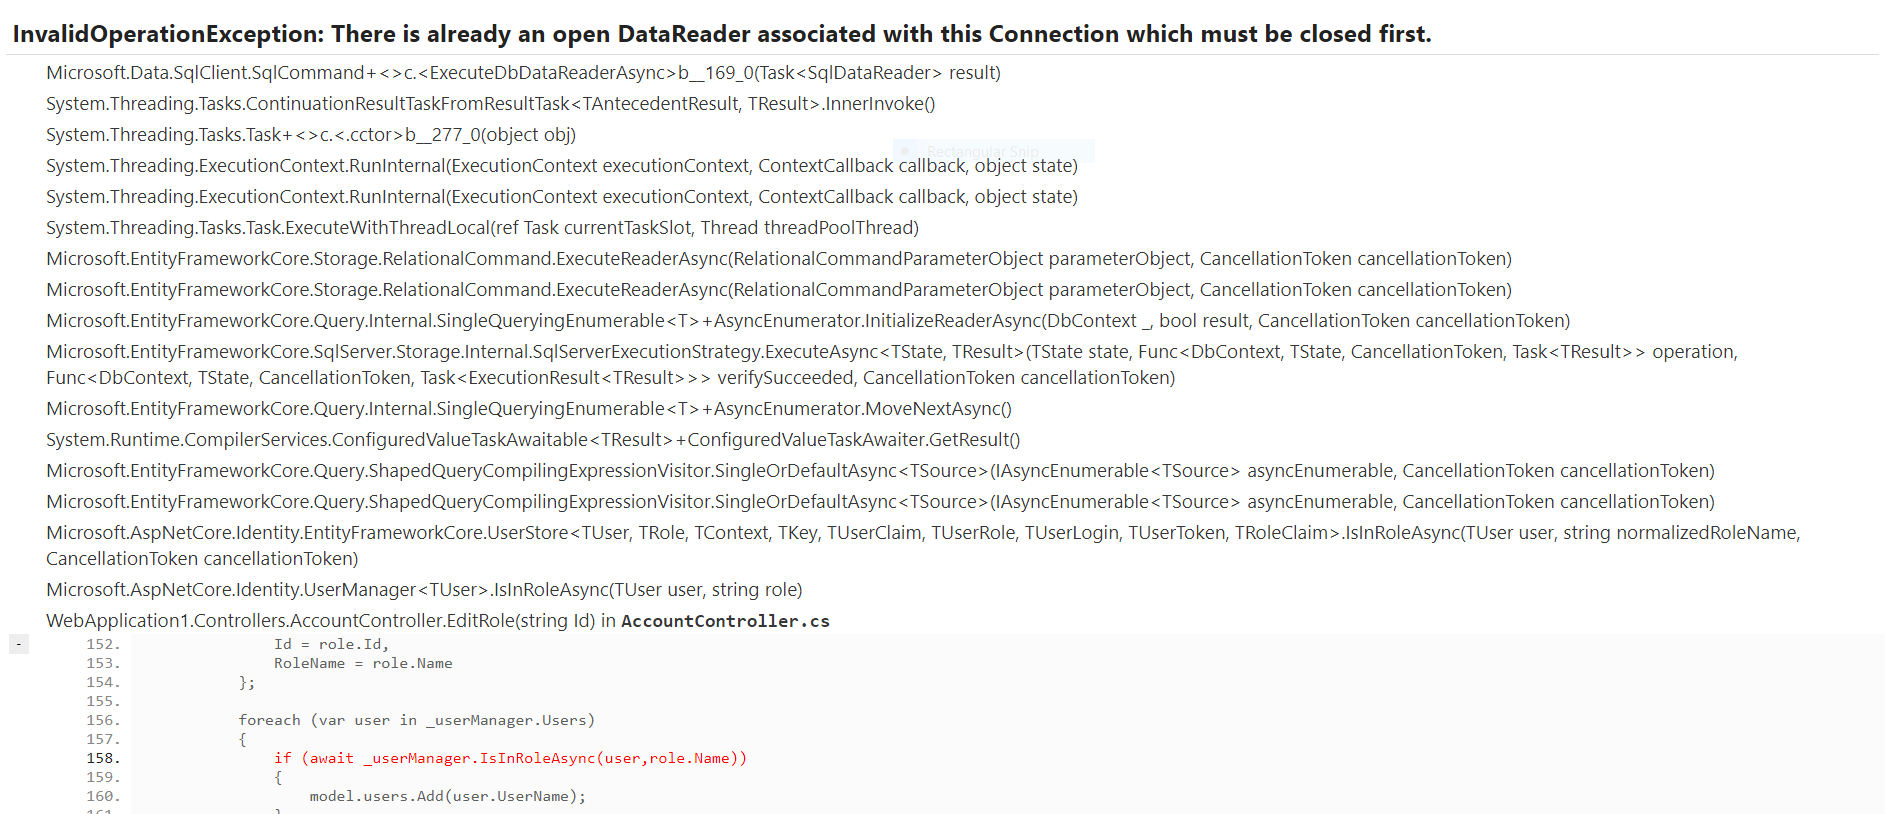 InvalidOperationException: There is already an open DataReader associated with this Connection which must be closed first.
Microsoft.Data.SqlClient.SqlCommand+<>c.<ExecuteDbDataReaderAsync>b__169_0(Task<SqlDataReader> result)
System.Threading.Tasks.ContinuationResultTaskFromResultTask<TAntecedentResult, TResult>.InnerInvoke()
System.Threading.Tasks.Task+<>c.<.cctor>b__277_0(object obj)
Rectangular Snip
System.Threading.ExecutionContext.RunInternal(ExecutionContext executionContext, ContextCallback callback, object state)
System.Threading.ExecutionContext.RunInternal(ExecutionContext executionContext, ContextCallback callback, object state)
System.Threading.Tasks.Task.ExecuteWithThreadLocal(ref Task currentTaskSlot, Thread threadPoolThread)
Microsoft.EntityFrameworkCore.Storage.RelationalCommand.ExecuteReaderAsync(RelationalCommandParameterObject parameterObject, CancellationToken cancellationToken)
Microsoft.EntityFrameworkCore.Storage.RelationalCommand.ExecuteReaderAsync(RelationalCommandParameterObject parameterObject, CancellationToken cancellationToken)
Microsoft.EntityFrameworkCore.Query.Internal.SingleQueryingEnumerable<T>+AsyncEnumerator.InitializeReaderAsync(DbContext _, bool result, CancellationToken cancellationToken)
Microsoft.EntityFrameworkCore.SqlServer.Storage.Internal.SqlServerExecutionStrategy.ExecuteAsync<TState, TResult>(TState state, Func<DbContext, TState, CancellationToken, Task<TResult>> operation,
Func<DbContext, TState, CancellationToken, Task<ExecutionResult<TResult>>> verifySucceeded, CancellationToken cancellationToken)
Microsoft.EntityFrameworkCore.Query.Internal.SingleQueryingEnumerable<T>+AsyncEnumerator.MoveNextAsync()
System.Runtime.CompilerServices.ConfiguredValueTaskAwaitable<TResult>+ConfiguredValueTaskAwaiter.GetResult()
Microsoft.EntityFrameworkCore.Query.ShapedQueryCompilingExpressionVisitor.SingleOrDefaultAsync<TSource>(IAsyncEnumerable<TSource> asyncEnumerable, CancellationToken cancellationToken)
Microsoft.EntityFrameworkCore.Query.ShapedQueryCompilingExpressionVisitor.SingleOrDefaultAsync<TSource>(IAsyncEnumerable<TSource> asyncEnumerable, CancellationToken cancellationToken)
Microsoft.AspNetCore.Identity.EntityFrameworkCore.UserStore<TUser, TRole, TContext, TKey, TUserClaim, TUserRole, TUserLogin, TUserToken, TRoleClaim>.IsInRoleAsync(TUser user, string normalizedRoleName,
CancellationToken cancellationToken)
Microsoft.AspNetCore.Identity.UserManager<TUser>.IsInRoleAsync(TUser user, string role)
WebApplication1.Controllers.AccountController.EditRole(string Id) in AccountController.cs
- 152. Id = role.Id,
153. RoleName = role.Name
154. };
155.
156. foreach (var user in _userManager.Users)
157. {
158. if (await _userManager.IsInRoleAsync(user,role.Name))
159. {
160. model.users.Add(user.UserName);
161. }